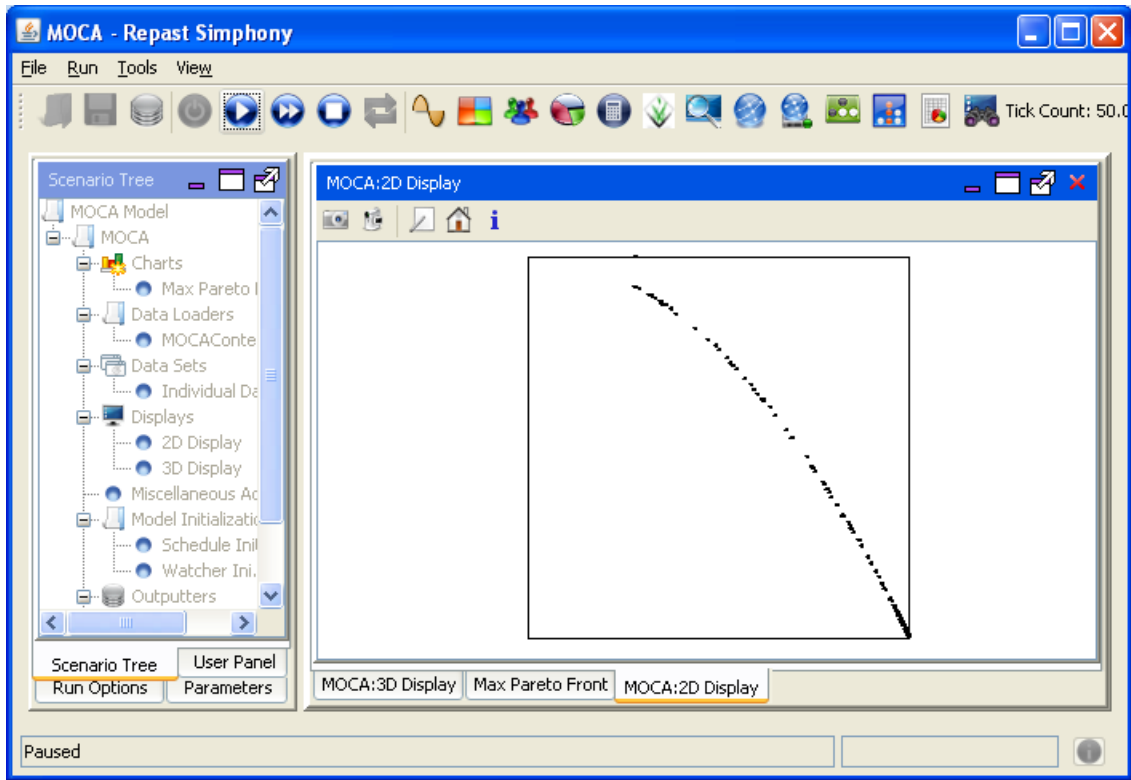 MOCA - Repast Simphony
File Run Tools View
Tick Count: 50.0
Scenario Tree
MOCA Model
MOCA
Charts
Max Pareto
Data Loaders
MOCAConte
Data Sets
Individual Da
Displays
2D Display
3D Display
Miscellaneous Ac
Model Initializatio
Schedule Ini
Watcher Ini.
Outputters
Scenario Tree User Panel
Run Options Parameters
MOCA:2D Display
i
MOCA:3D Display Max Pareto Front MOCA:2D Display
Paused